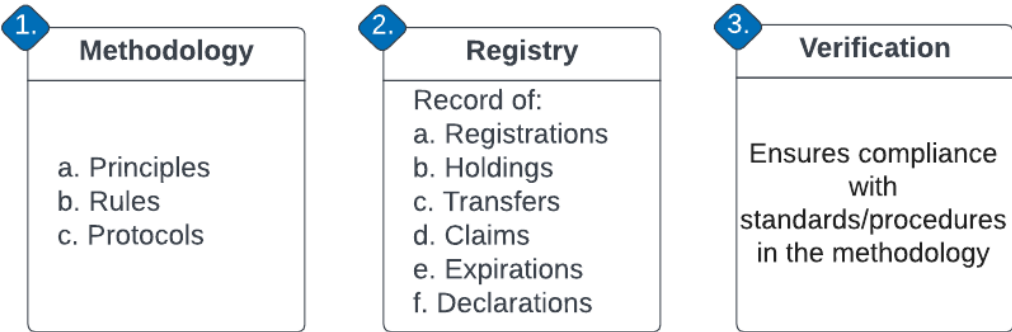 1.
Methodology
a. Principles
b. Rules
c. Protocols
2.
Registry
Record of:
a. Registrations
b. Holdings
c. Transfers
d. Claims
e. Expirations
f. Declarations
3.
Verification
Ensures compliance
with
standards/procedures
in the methodology